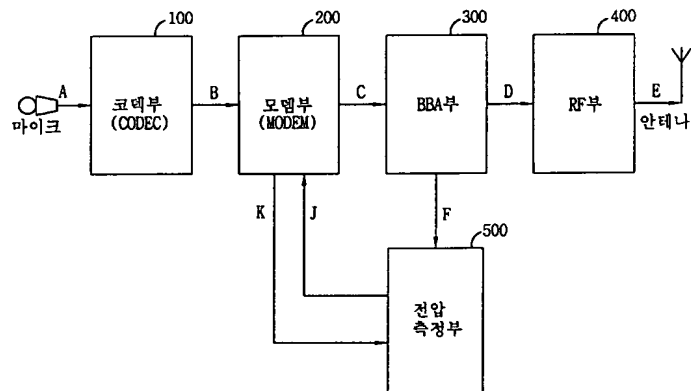 100
200
300
400
A
마이크
코덱부
(CODEC)
B
모뎀부
(MODEM)
C
BBA부
D
RF부
E
안테나
K
J
F
500
전압
측정부